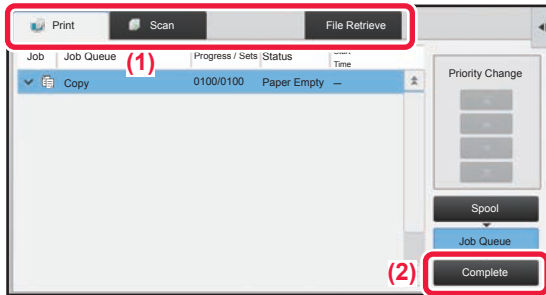 Print
Scan
File Retrieve
(1)
Job
Job Queue
Progress / Sets
Status
Time
Copy
0100/0100
Paper Empty
—
Priority Change
Spool
Job Queue
(2)
Complete